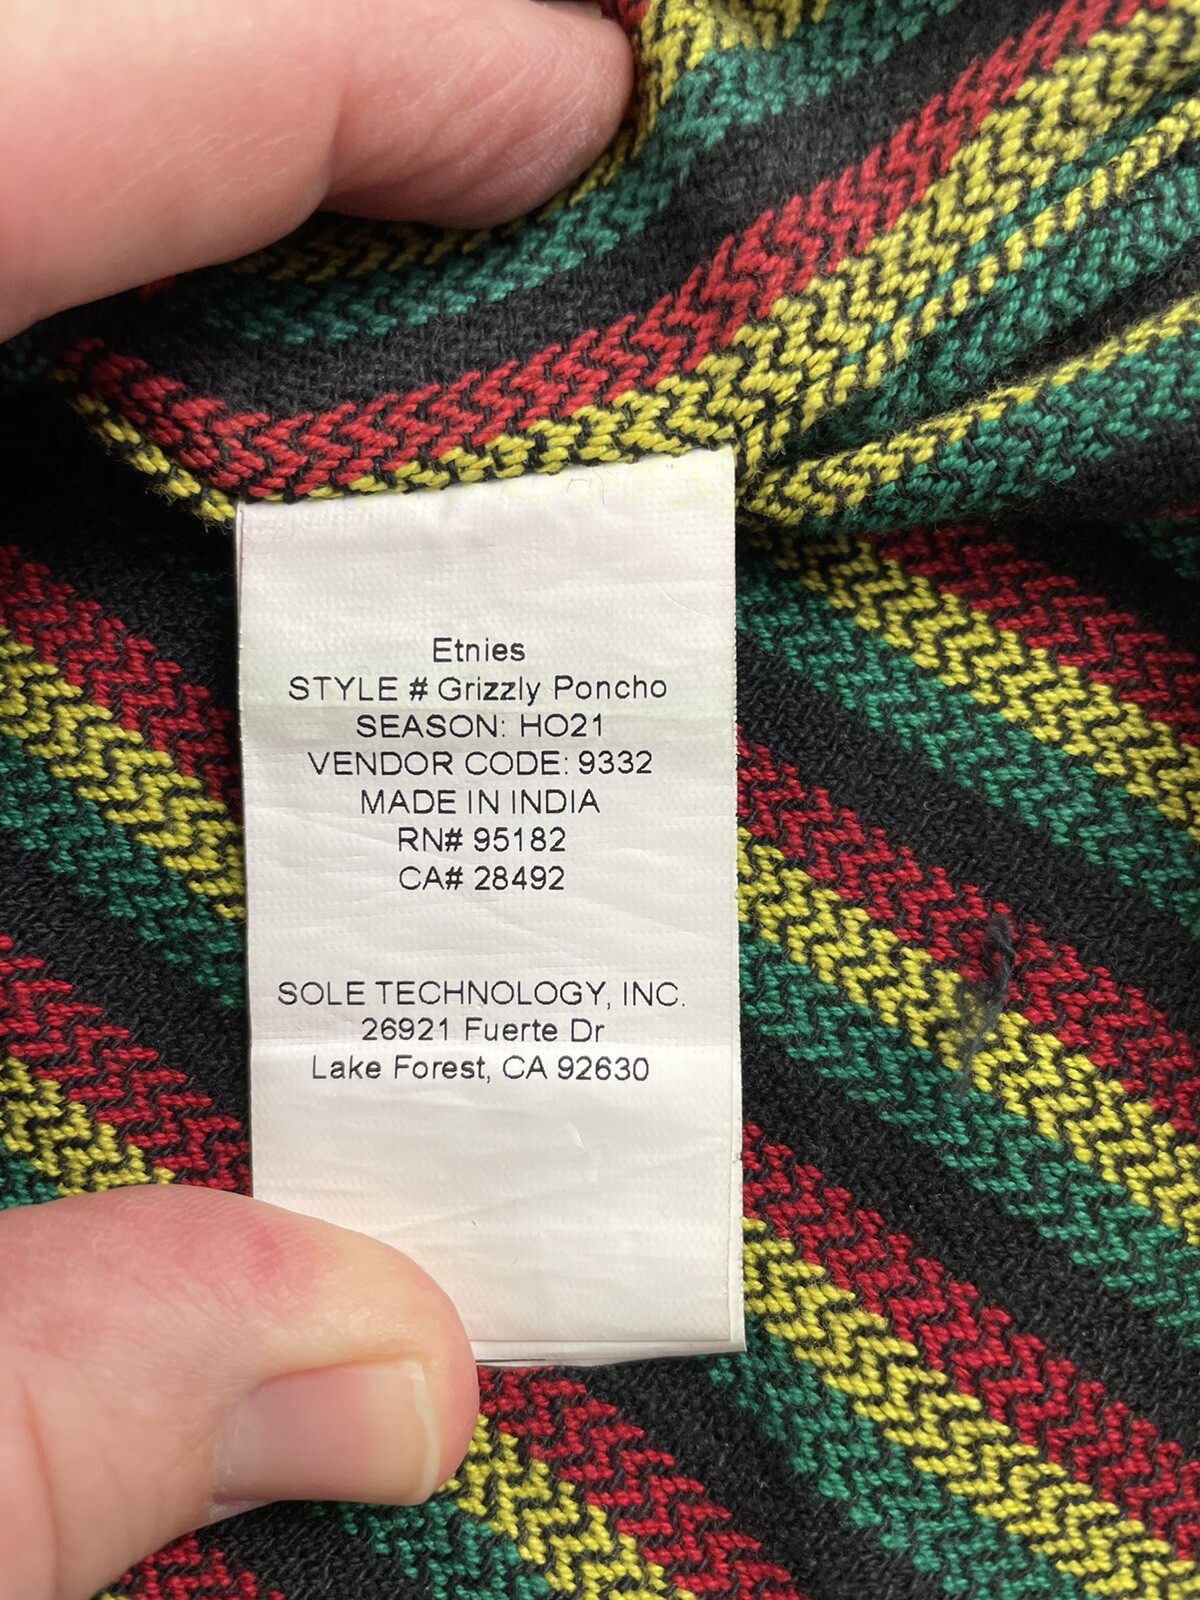 Etnies
STYLE # Grizzly Poncho
SEASON: HO21
VENDOR CODE: 9332
MADE IN INDIA
RN# 95182
CA# 28492
SOLE TECHNOLOGY, INC.
26921 Fuerte Dr
Lake Forest, CA 92630